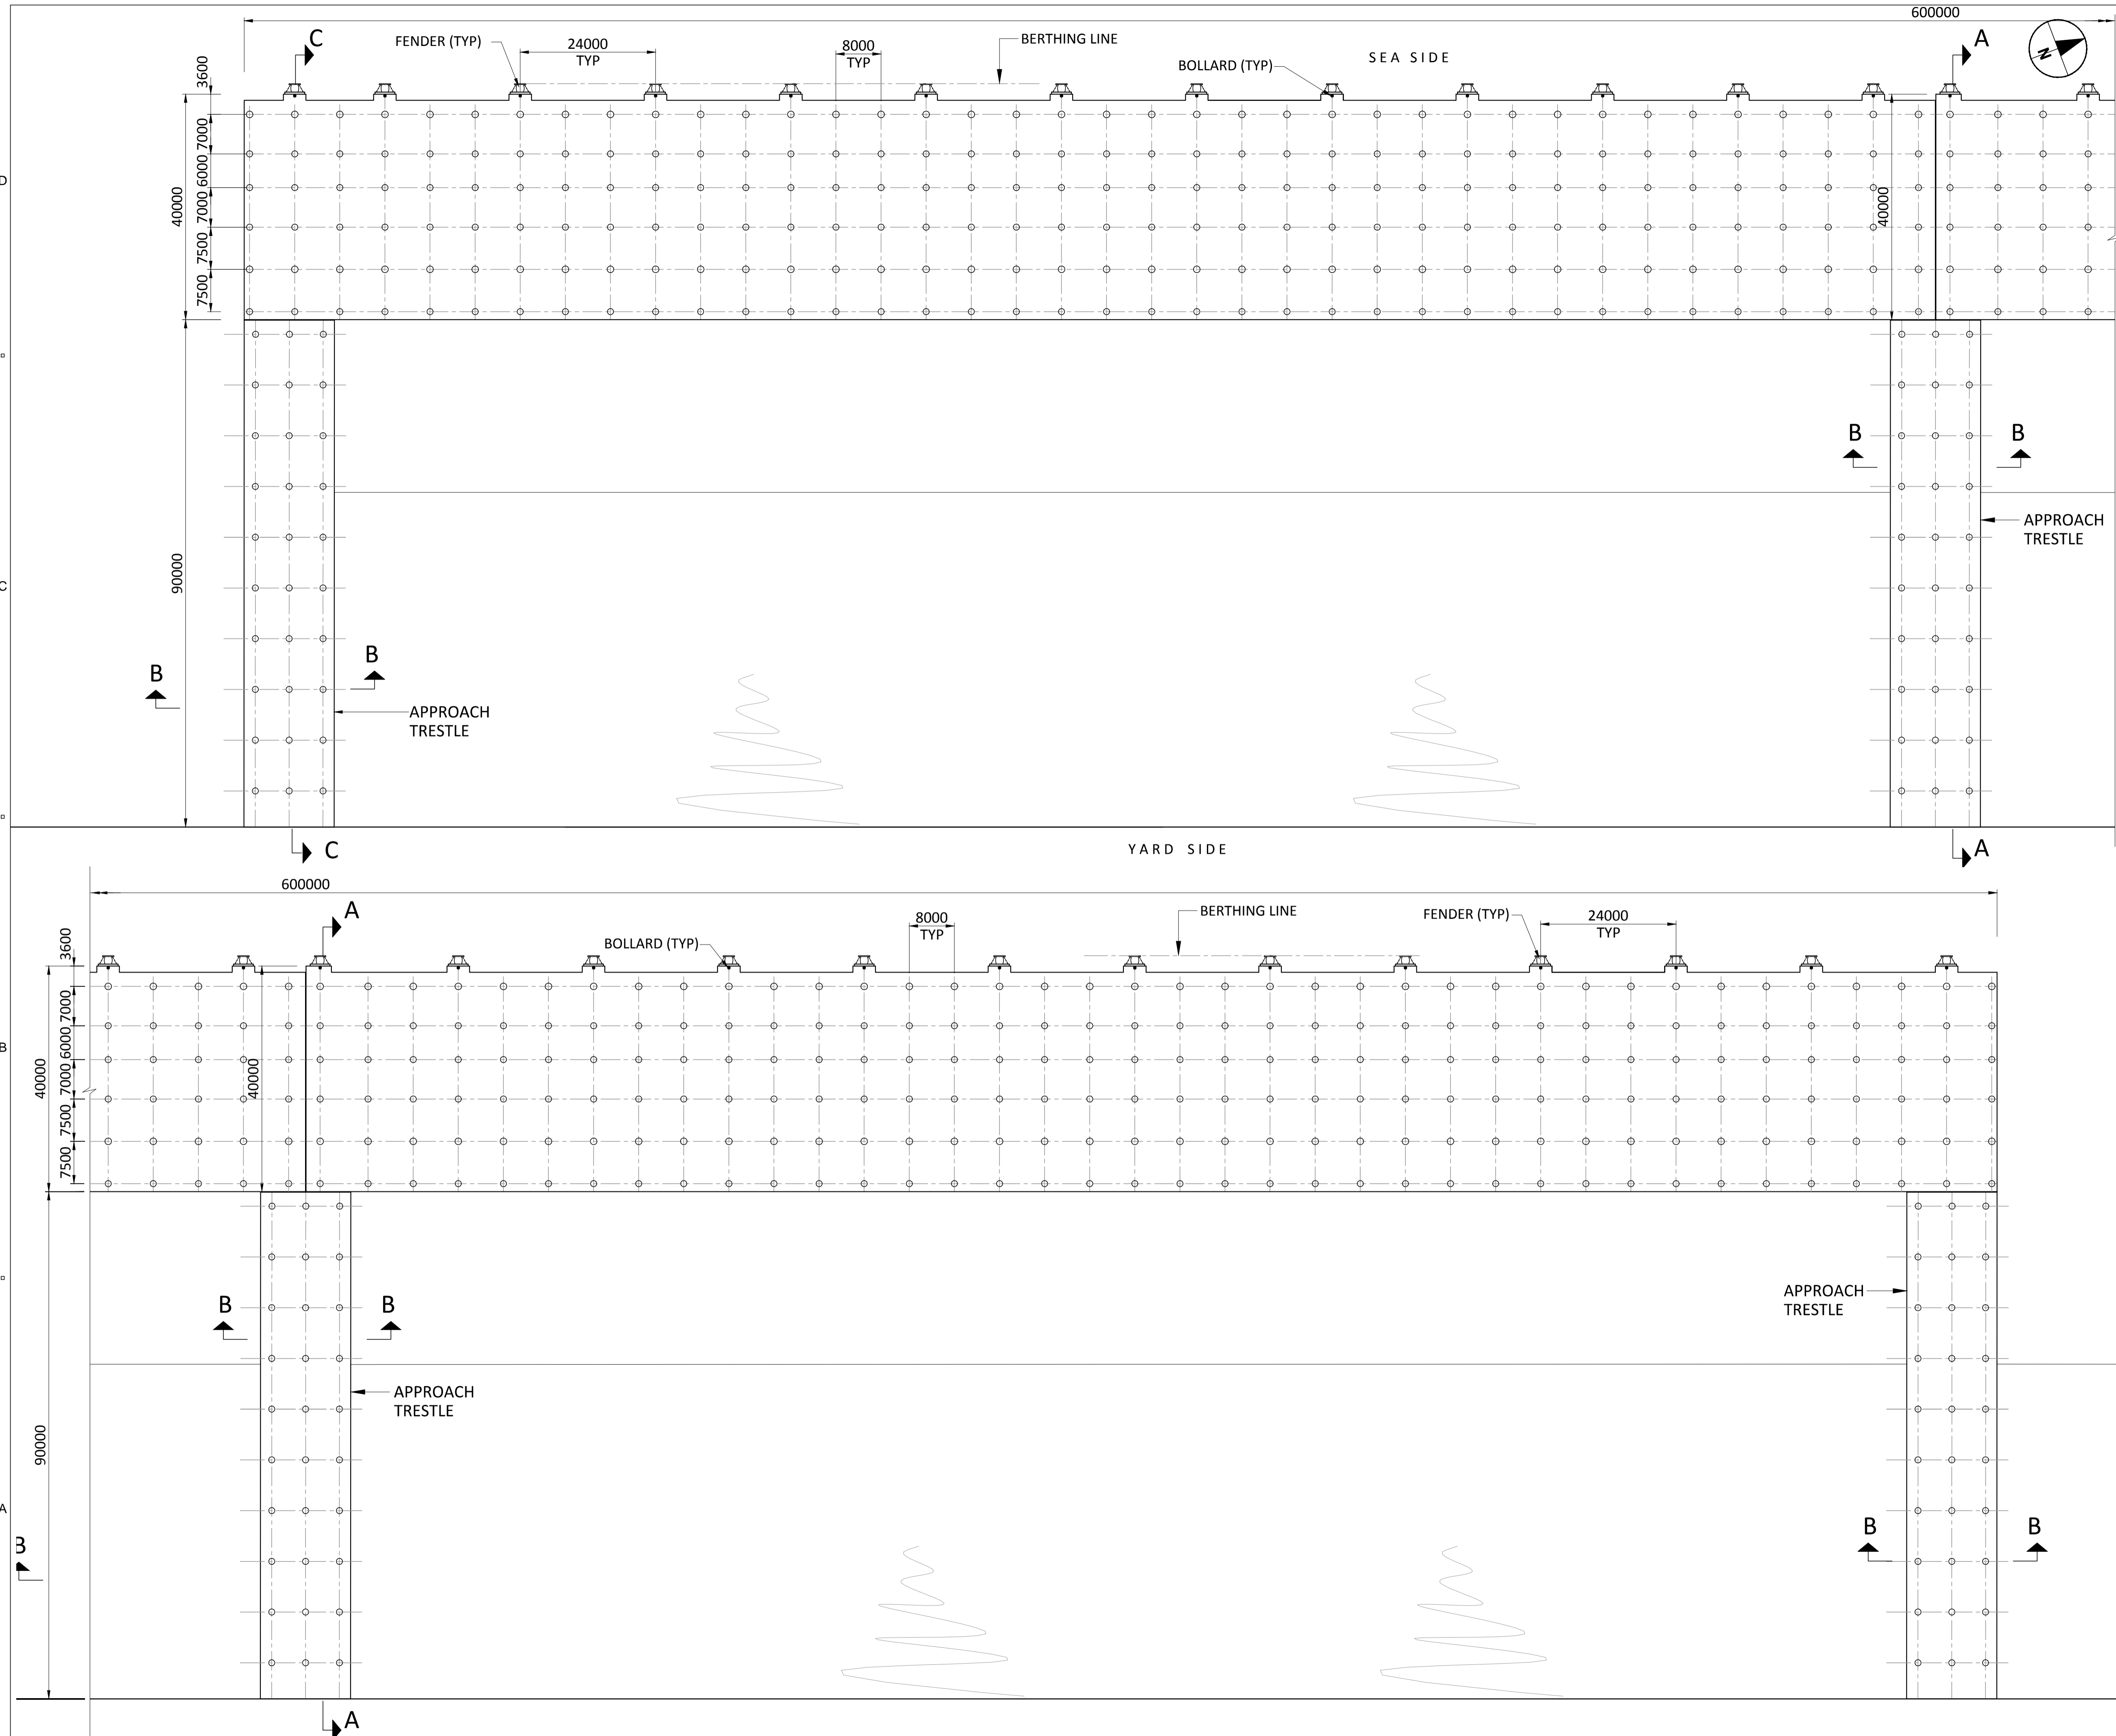 600000
C
FENDER (TYP)
24000
TYP
8000
TYP
BERTHING LINE
SEA SIDE
BOLLARD (TYP)
A
N
3600
7000
6000
7000
7500
7500
40000
40000
D
90000
B
B
APPROACH
TRESTLE
C
B
B
APPROACH
TRESTLE
C
A
YARD SIDE
600000
A
BOLLARD (TYP)
8000
TYP
BERTHING LINE
FENDER (TYP)
24000
TYP
3600
7000
6000
7000
7500
7500
40000
40000
B
B
B
APPROACH
TRESTLE
APPROACH
TRESTLE
90000
A
B
B
B
A